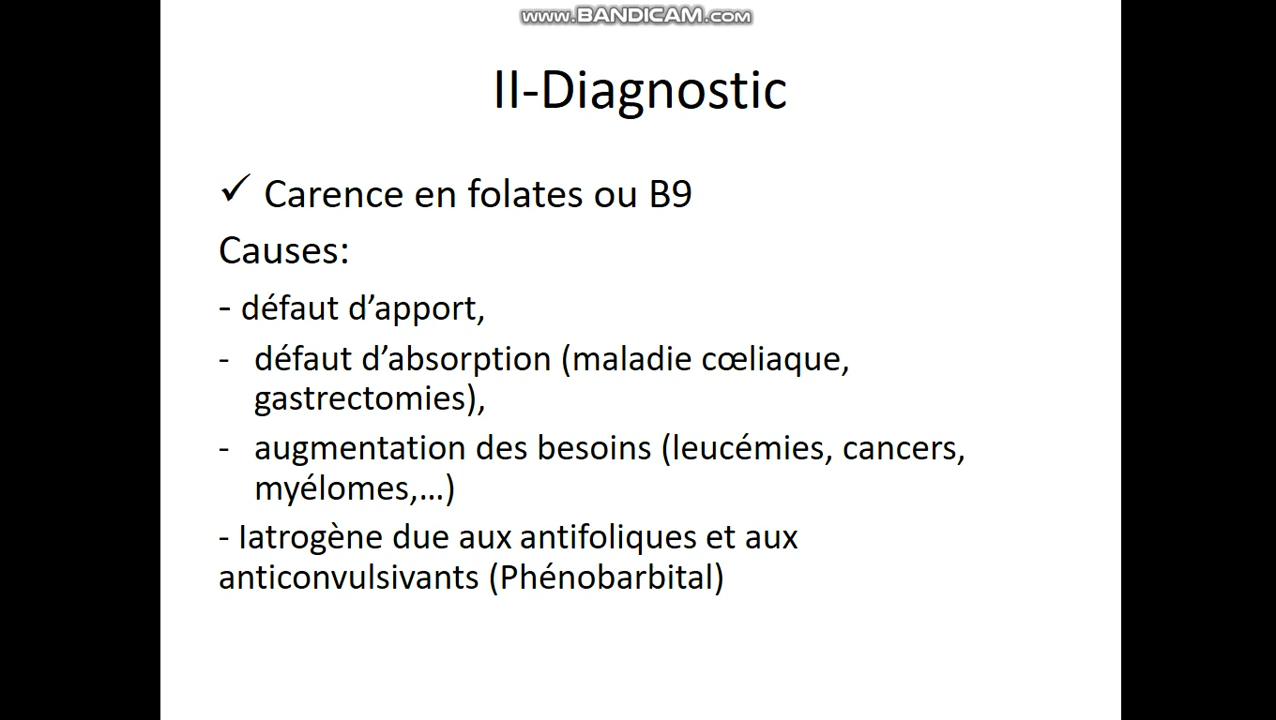 www.BANDICAM.com
II-Diagnostic
✓ Carence en folates ou B9
Causes:
- défaut d’apport,
- défaut d’absorption (maladie cœliaque,
gastrectomies),
- augmentation des besoins (leucémies, cancers,
myélomes,...)
- Iatrogène due aux antifoliques et aux
anticonvulsivants (Phénobarbital)